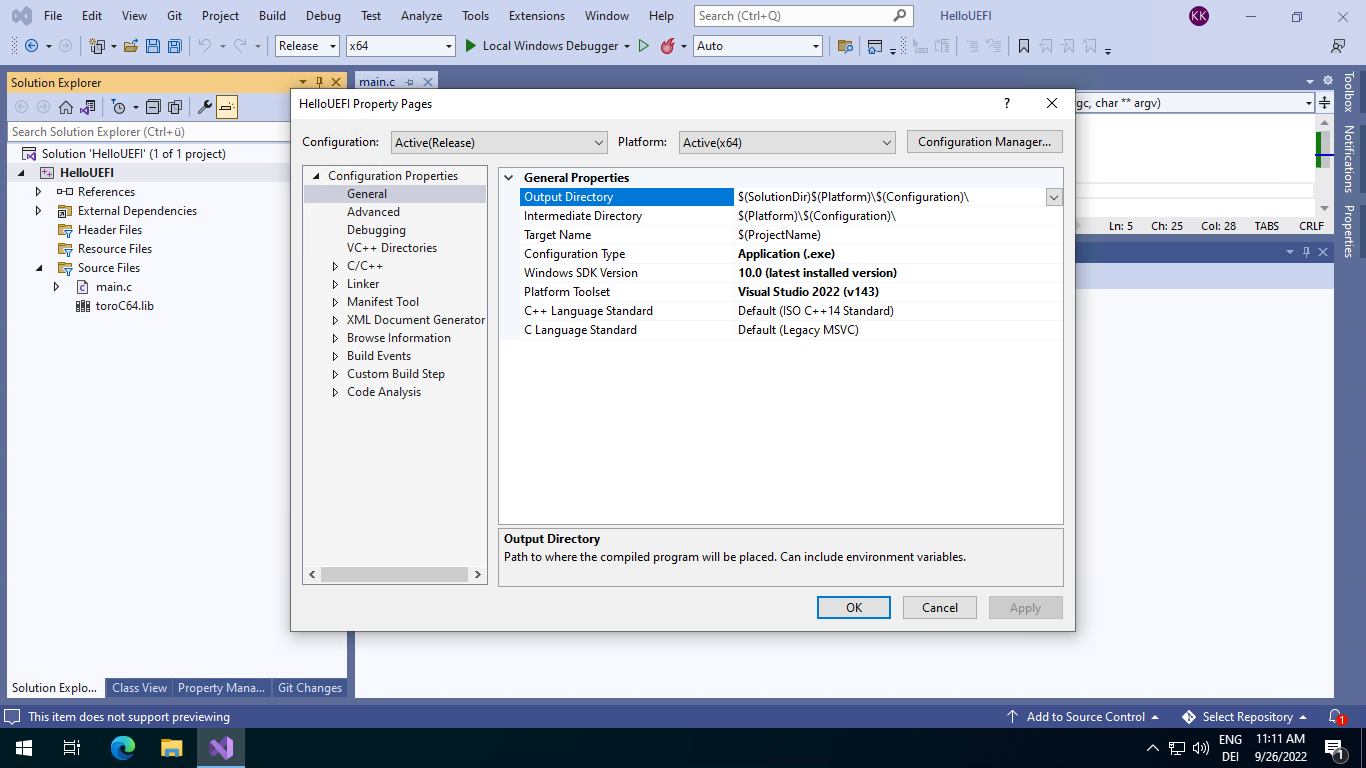 File Edit View Git Project Build Debug Test Analyze Tools Extensions Window Help Search (Ctrl+Q) HelloUEFI KK
Release x64 Local Windows Debugger Auto
Solution Explorer
Search Solution Explorer (Ctrl+ü)
Solution 'HelloUEFI' (1 of 1 project)
HelloUEFI
References
External Dependencies
Header Files
Resource Files
Source Files
main.c
toroC64.lib
Solution Explo... Class View Property Mana... Git Changes
main.c
gc, char ** argv)
Ln: 5 Ch: 25 Col: 28 TABS CRLF
Toolbox
Notifications
Properties
HelloUEFI Property Pages ?
Configuration: Active(Release) Platform: Active(x64) Configuration Manager...
Configuration Properties
General
Advanced
Debugging
VC++ Directories
C/C++
Linker
Manifest Tool
XML Document Generator
Browse Information
Build Events
Custom Build Step
Code Analysis
General Properties
Output Directory $(SolutionDir)$(Platform)\$(Configuration)\
Intermediate Directory $(Platform)\$(Configuration)\
Target Name $(ProjectName)
Configuration Type Application (.exe)
Windows SDK Version 10.0 (latest installed version)
Platform Toolset Visual Studio 2022 (v143)
C++ Language Standard Default (ISO C++14 Standard)
C Language Standard Default (Legacy MSVC)
Output Directory
Path to where the compiled program will be placed. Can include environment variables.
OK Cancel Apply
This item does not support previewing Add to Source Control Select Repository 1
ENG 11:11 AM
DEI 9/26/2022 1